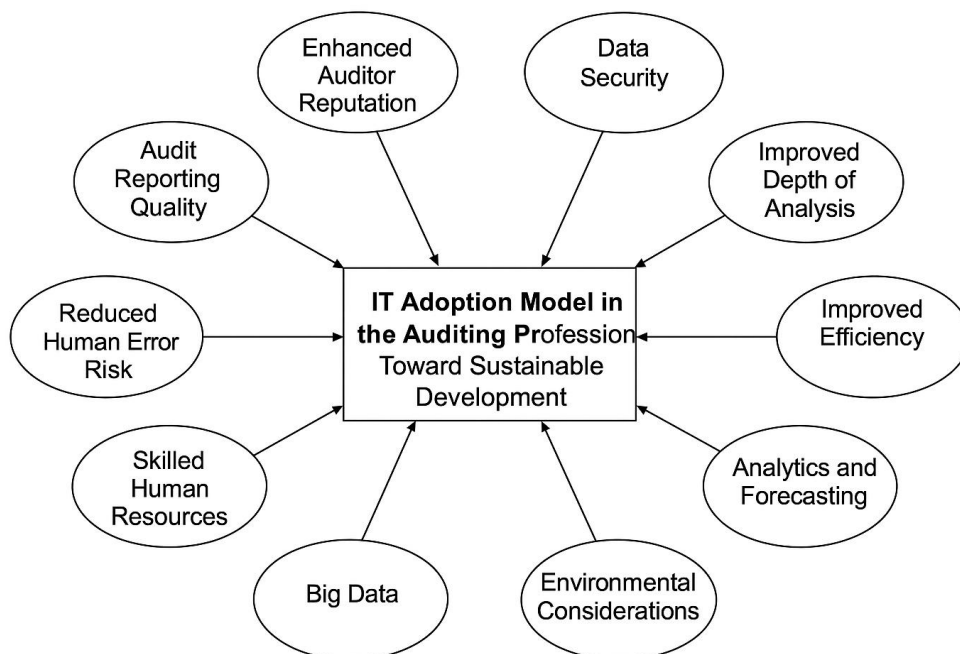 Enhanced
Auditor
Reputation
Data
Security
Audit
Reporting
Quality
Improved
Depth of
Analysis
IT Adoption Model in
the Auditing Profession
Toward Sustainable
Development
Reduced
Human Error
Risk
Improved
Efficiency
Skilled
Human
Resources
Analytics and
Forecasting
Big Data
Environmental
Considerations